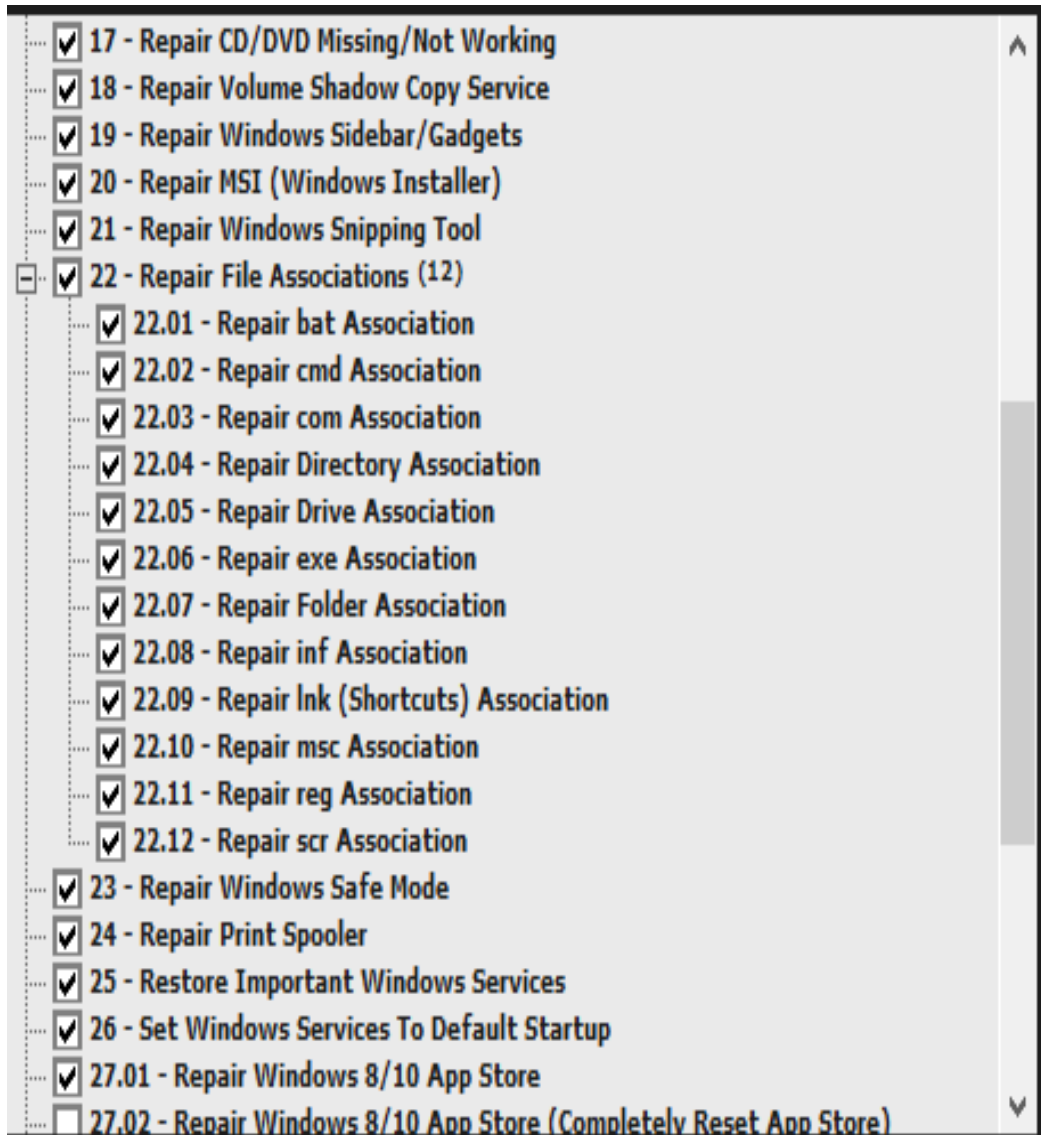 17 - Repair CD/DVD Missing/Not Working
18 - Repair Volume Shadow Copy Service
19 - Repair Windows Sidebar/Gadgets
20 - Repair MSI (Windows Installer)
21 - Repair Windows Snipping Tool
22 - Repair File Associations (12)
22.01 - Repair bat Association
22.02 - Repair cmd Association
22.03 - Repair com Association
22.04 - Repair Directory Association
22.05 - Repair Drive Association
22.06 - Repair exe Association
22.07 - Repair Folder Association
22.08 - Repair inf Association
22.09 - Repair lnk (Shortcuts) Association
22.10 - Repair msc Association
22.11 - Repair reg Association
22.12 - Repair scr Association
23 - Repair Windows Safe Mode
24 - Repair Print Spooler
25 - Restore Important Windows Services
26 - Set Windows Services To Default Startup
27.01 - Repair Windows 8/10 App Store
27.02 - Repair Windows 8/10 App Store (Completely Reset App Store)